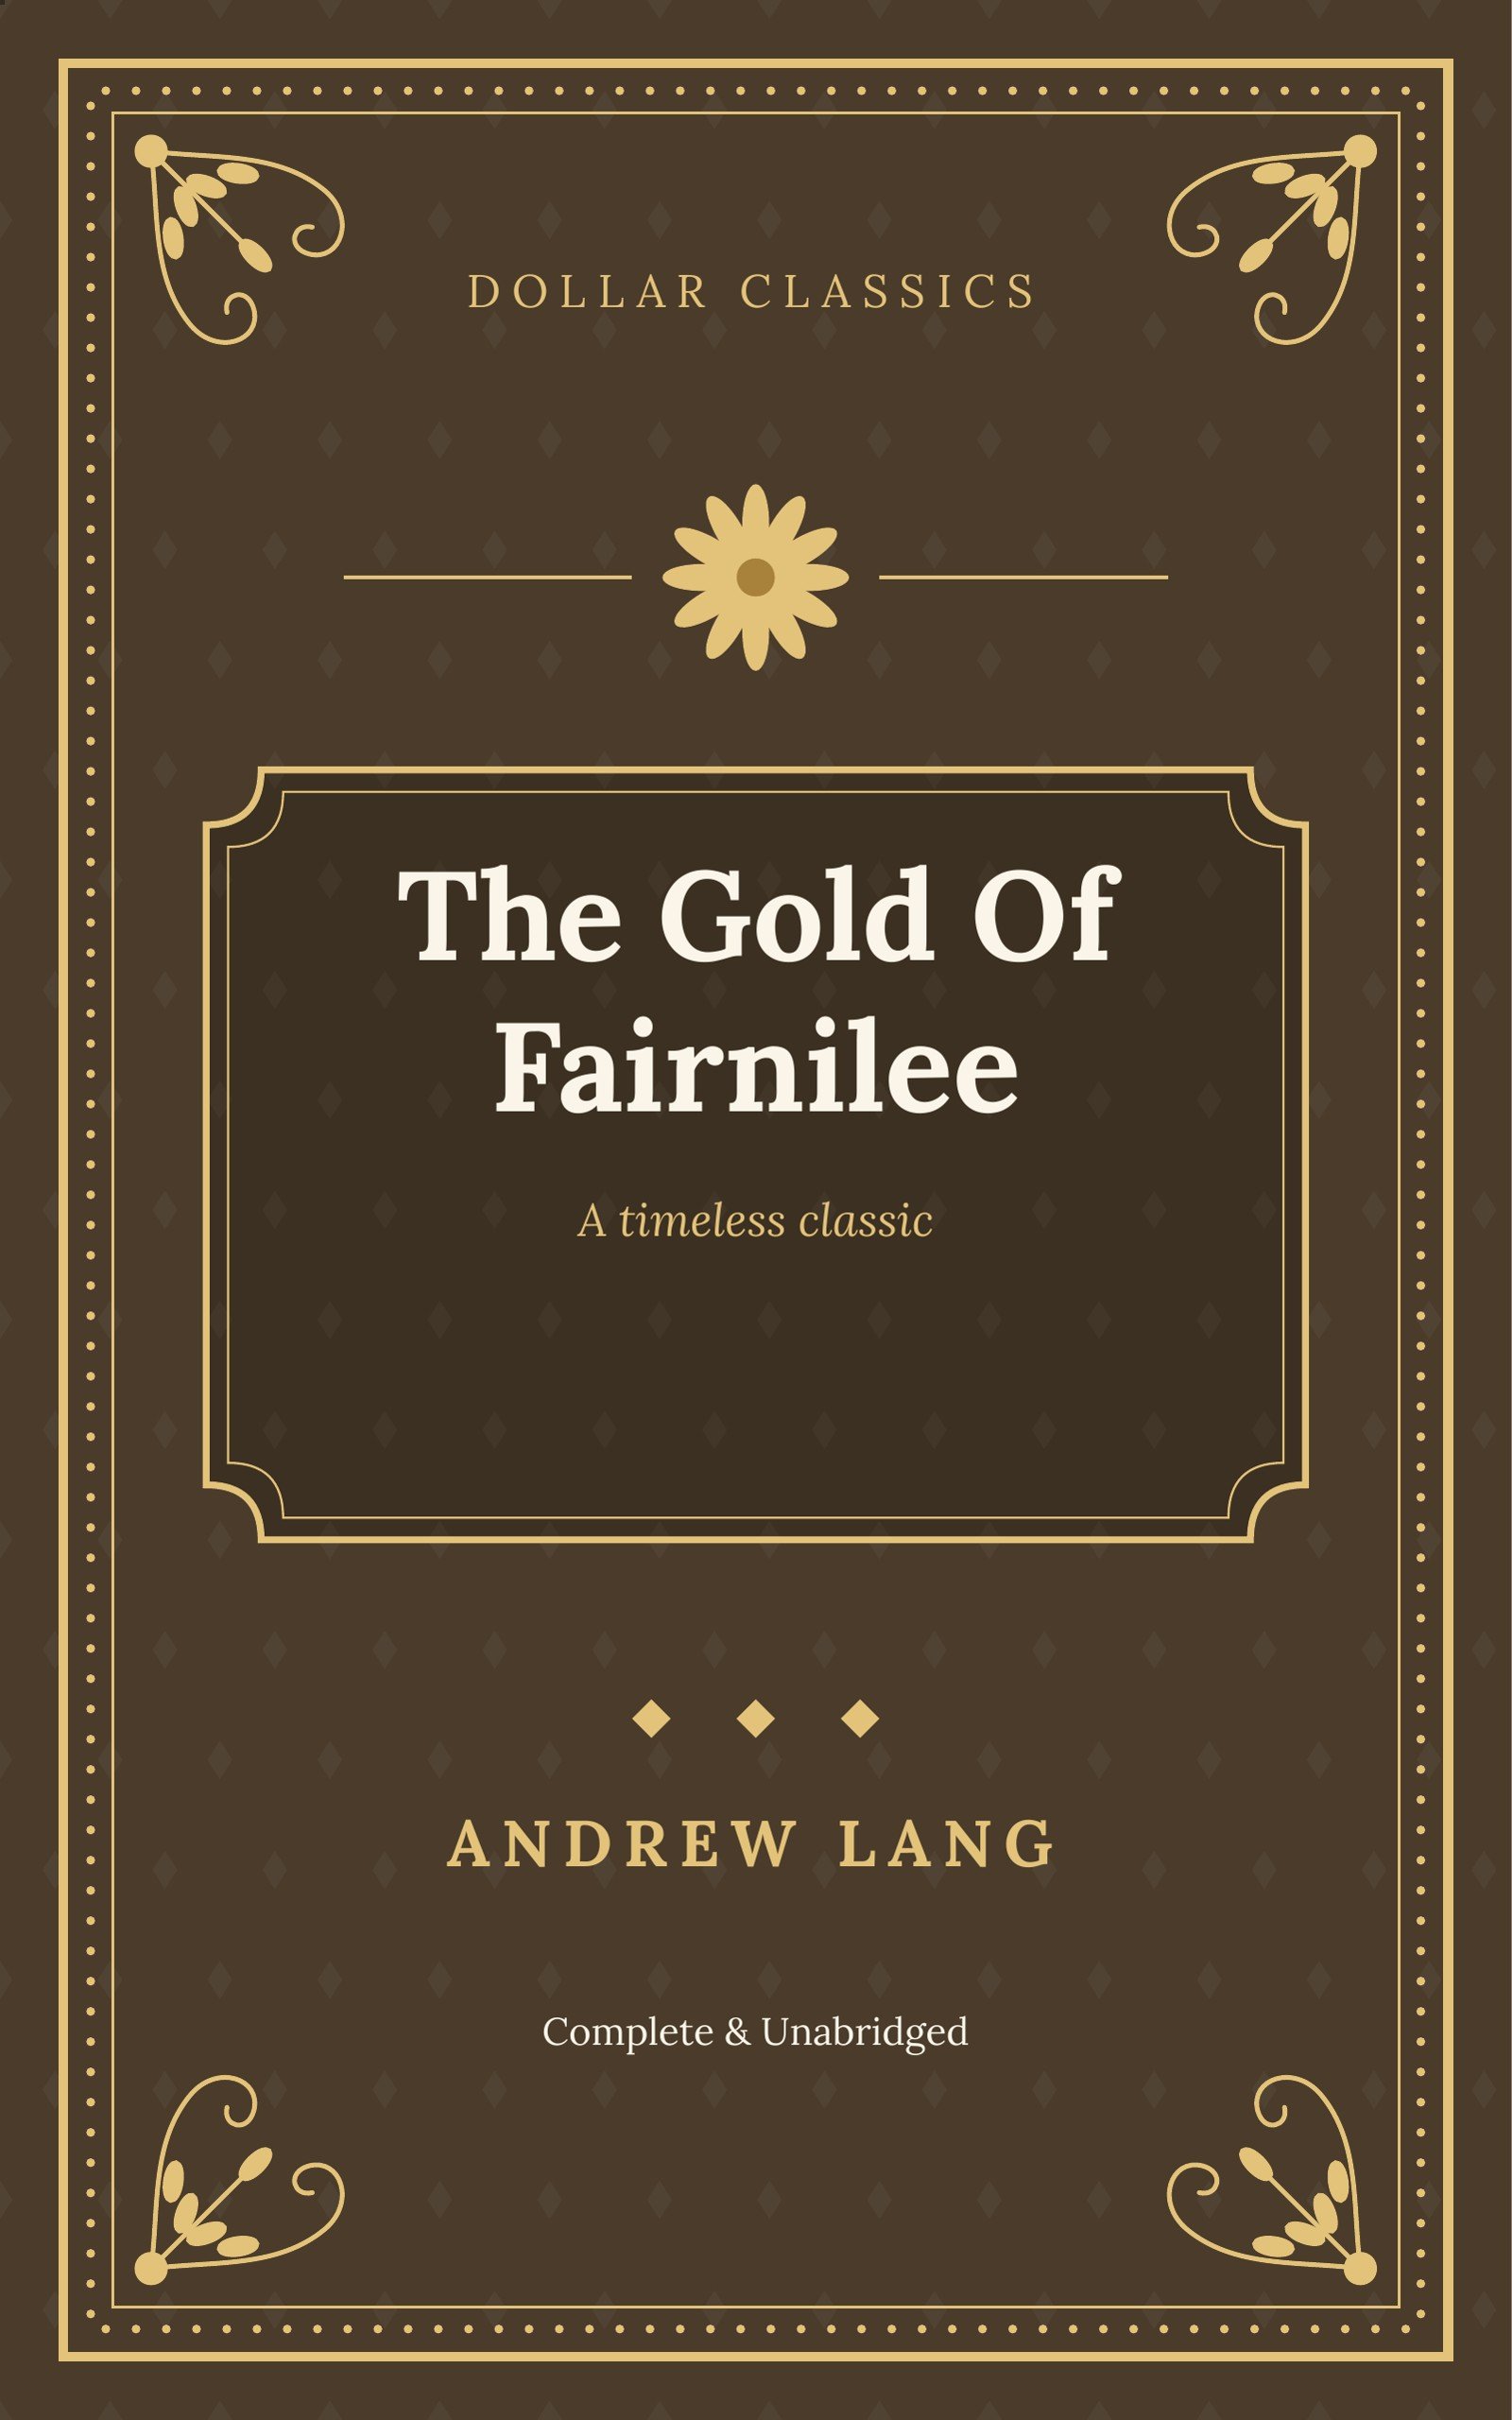 DOLLAR CLASSICS
The Gold Of
Fairnilee
A timeless classic
ANDREW LANG
Complete & Unabridged